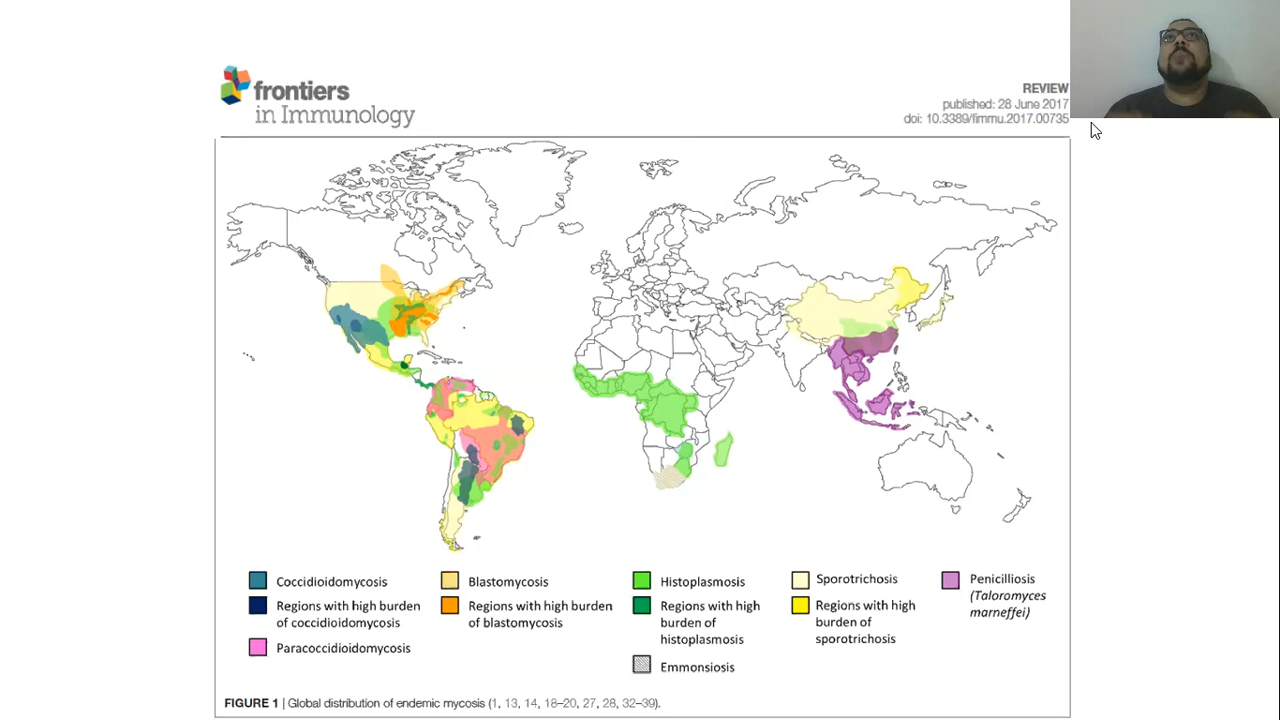 frontiers
in Immunology
REVIEW
published: 28 June 2017
doi: 10.3389/fimmu.2017.00735
Coccidioidomycosis
Regions with high burden
of coccidioidomycosis
Paracoccidioidomycosis
Blastomycosis
Regions with high burden
of blastomycosis
Histoplasmosis
Regions with high
burden of
histoplasmosis
Emmonsiosis
Sporotrichosis
Regions with high
burden of
sporotrichosis
Penicilliosis
(Taloromyces
marneffei)
FIGURE 1 | Global distribution of endemic mycosis (1, 13, 14, 18–20, 27, 28, 32–39).